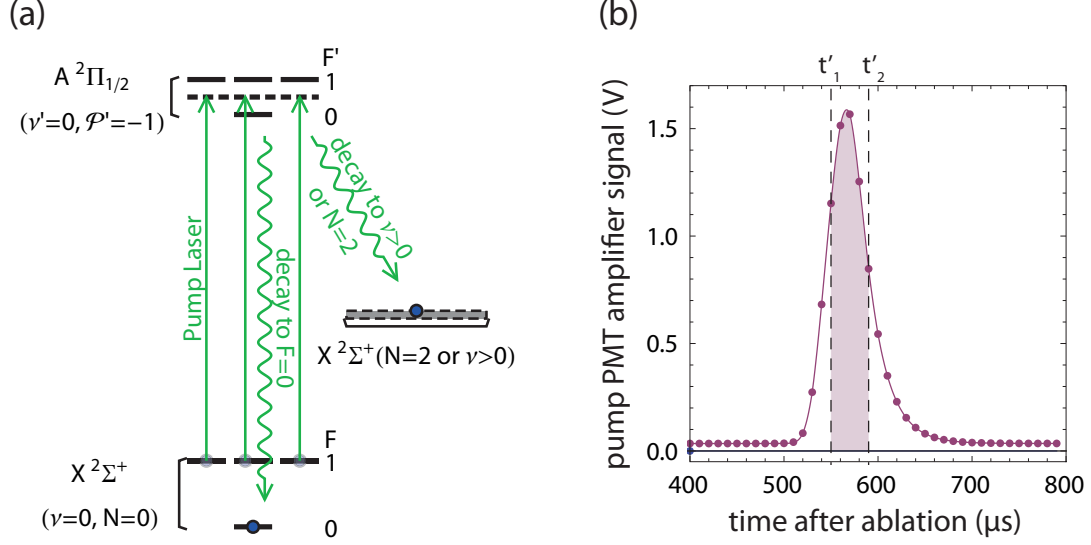 (a)
F'
A ²Π₁/₂
1
(ν'=0, 𝒫'=−1)
0
decay to ν>0
or N=2
Pump Laser
decay to F=0
X ²Σ⁺(N=2 or ν>0)
F
X ²Σ⁺
1
(ν=0, N=0)
0
(b)
t'₁
t'₂
pump PMT amplifier signal (V)
1.5
1.0
0.5
0.0
400
500
600
700
800
time after ablation (μs)